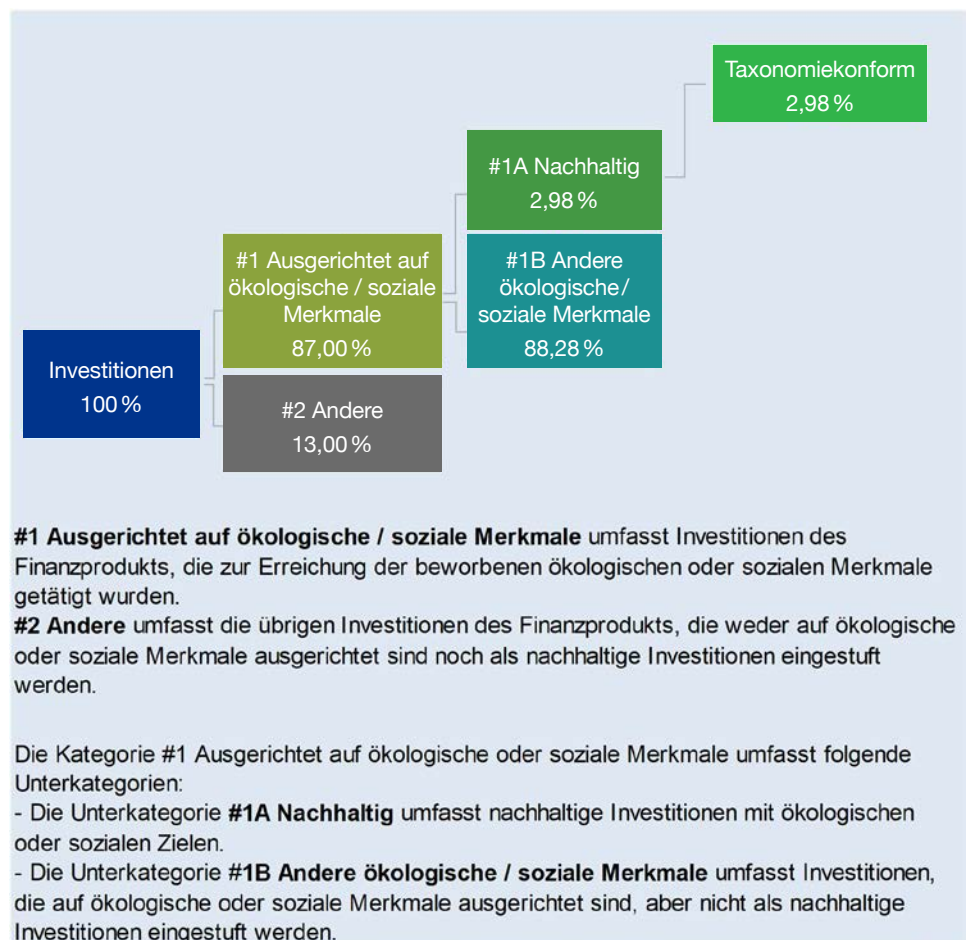 Taxonomiekonform
2,98 %
#1A Nachhaltig
2,98 %
#1 Ausgerichtet auf
ökologische / soziale
Merkmale
87,00 %
#1B Andere
ökologische /
soziale Merkmale
88,28 %
Investitionen
100 %
#2 Andere
13,00 %
#1 Ausgerichtet auf ökologische / soziale Merkmale umfasst Investitionen des
Finanzprodukts, die zur Erreichung der beworbenen ökologischen oder sozialen Merkmale
getätigt wurden.
#2 Andere umfasst die übrigen Investitionen des Finanzprodukts, die weder auf ökologische
oder soziale Merkmale ausgerichtet sind noch als nachhaltige Investitionen eingestuft
werden.
Die Kategorie #1 Ausgerichtet auf ökologische oder soziale Merkmale umfasst folgende
Unterkategorien:
- Die Unterkategorie #1A Nachhaltig umfasst nachhaltige Investitionen mit ökologischen
oder sozialen Zielen.
- Die Unterkategorie #1B Andere ökologische / soziale Merkmale umfasst Investitionen,
die auf ökologische oder soziale Merkmale ausgerichtet sind, aber nicht als nachhaltige
Investitionen eingestuft werden.